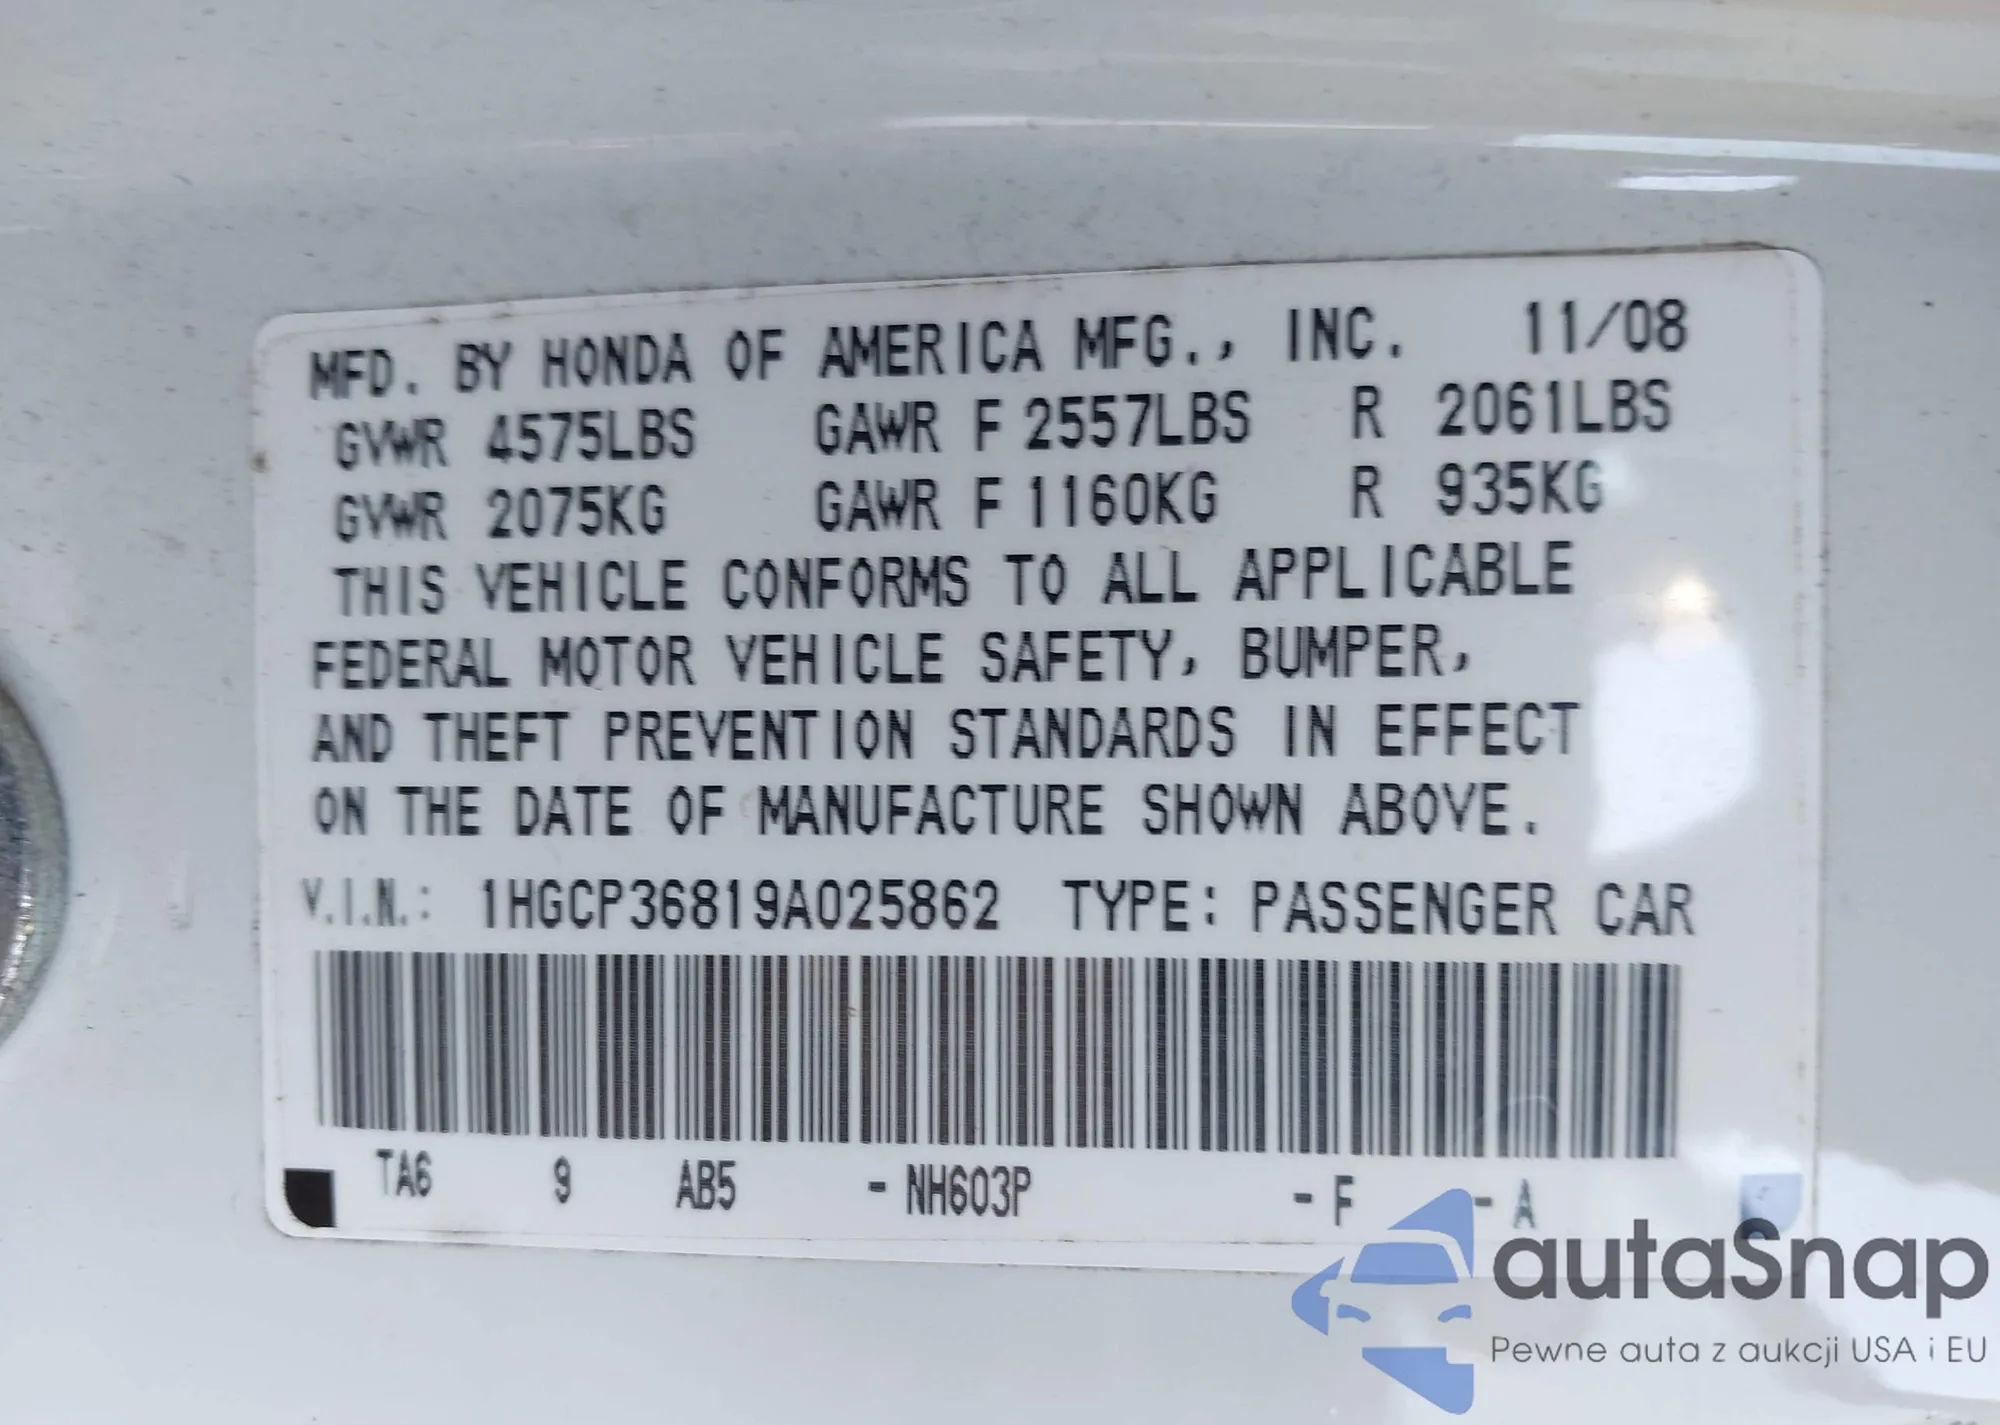 MFD. BY HONDA OF AMERICA MFG., INC. 11/08
GVWR 4575LBS GAWR F 2557LBS R 2061LBS
GVWR 2075KG GAWR F 1160KG R 935KG
THIS VEHICLE CONFORMS TO ALL APPLICABLE
FEDERAL MOTOR VEHICLE SAFETY, BUMPER,
AND THEFT PREVENTION STANDARDS IN EFFECT
ON THE DATE OF MANUFACTURE SHOWN ABOVE.
V.I.N.: 1HGCP36819A025862 TYPE: PASSENGER CAR
TA6 9 AB5 - NH603P - F - A
autaSnap
Pewne auta z aukcji USA i EU